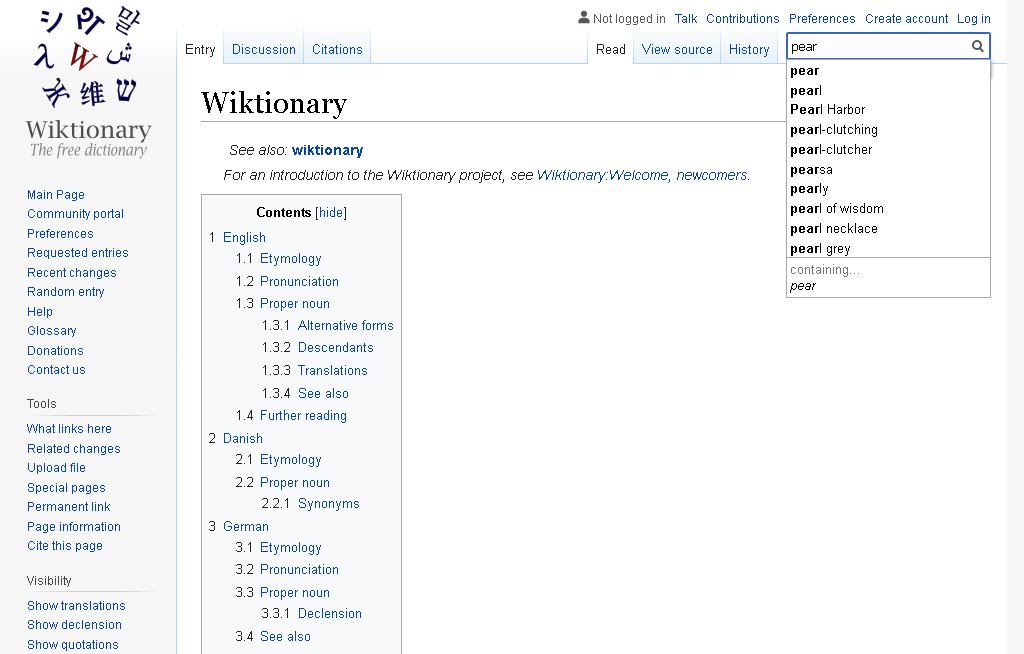 Wiktionary
The free dictionary
Not logged in Talk Contributions Preferences Create account Log in
Entry Discussion Citations Read View source History
pear
pear
pearl
Pearl Harbor
pearl-clutching
pearl-clutcher
pearsa
pearly
pearl of wisdom
pearl necklace
pearl grey
containing...
pear
Wiktionary
See also: wiktionary
For an introduction to the Wiktionary project, see Wiktionary:Welcome, newcomers.
Contents [hide]
1 English
1.1 Etymology
1.2 Pronunciation
1.3 Proper noun
1.3.1 Alternative forms
1.3.2 Descendants
1.3.3 Translations
1.3.4 See also
1.4 Further reading
2 Danish
2.1 Etymology
2.2 Proper noun
2.2.1 Synonyms
3 German
3.1 Etymology
3.2 Pronunciation
3.3 Proper noun
3.3.1 Declension
3.4 See also
Main Page
Community portal
Preferences
Requested entries
Recent changes
Random entry
Help
Glossary
Donations
Contact us
Tools
What links here
Related changes
Upload file
Special pages
Permanent link
Page information
Cite this page
Visibility
Show translations
Show declension
Show quotations